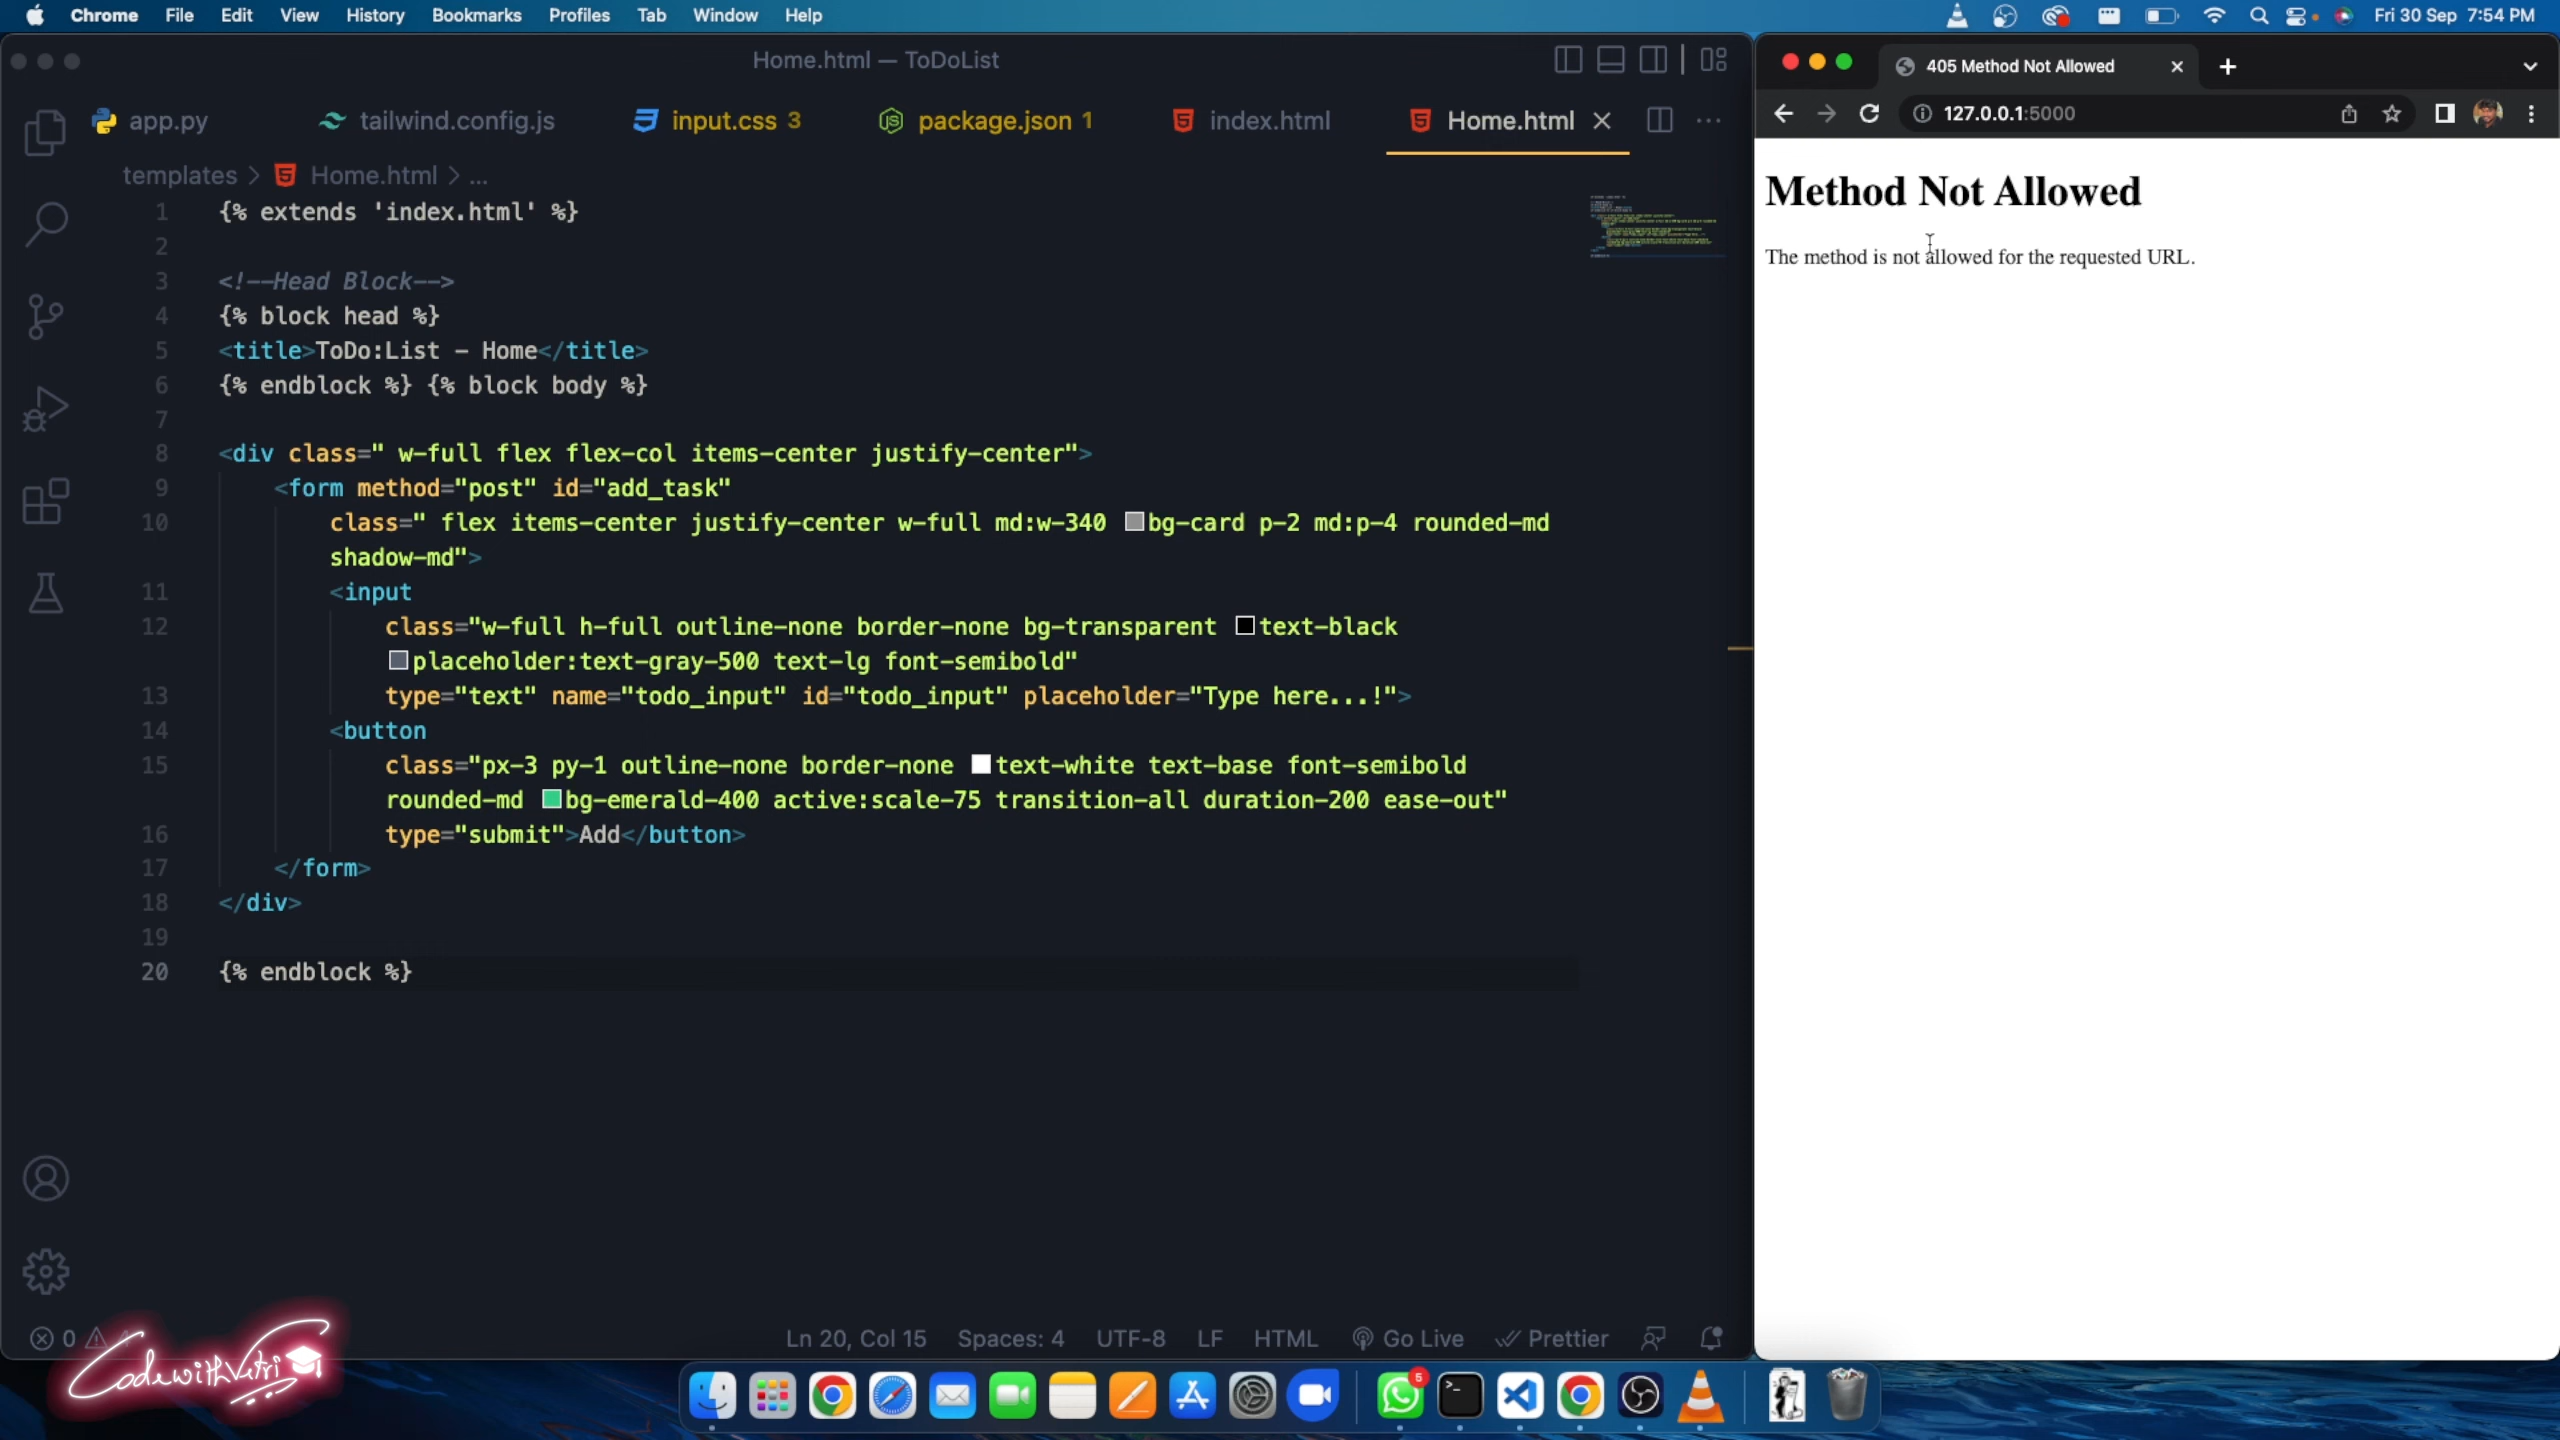 Chrome File Edit View History Bookmarks Profiles Tab Window Help Fri 30 Sep 7:54 PM
Home.html — ToDoList
app.py tailwind.config.js input.css 3 package.json 1 index.html Home.html
templates > Home.html > ...
1 {% extends 'index.html' %}
2
3 <!--Head Block-->
4 {% block head %}
5 <title>ToDo:List - Home</title>
6 {% endblock %} {% block body %}
7
8 <div class=" w-full flex flex-col items-center justify-center">
9 <form method="post" id="add_task"
10 class=" flex items-center justify-center w-full md:w-340 bg-card p-2 md:p-4 rounded-md
shadow-md">
11 <input
12 class="w-full h-full outline-none border-none bg-transparent text-black
placeholder:text-gray-500 text-lg font-semibold"
13 type="text" name="todo_input" id="todo_input" placeholder="Type here...!">
14 <button
15 class="px-3 py-1 outline-none border-none text-white text-base font-semibold
rounded-md bg-emerald-400 active:scale-75 transition-all duration-200 ease-out"
16 type="submit">Add</button>
17 </form>
18 </div>
19
20 {% endblock %}
0 Ln 20, Col 15 Spaces: 4 UTF-8 LF HTML Go Live Prettier
CodewithVetri
5
405 Method Not Allowed
127.0.0.1:5000
Method Not Allowed
The method is not allowed for the requested URL.